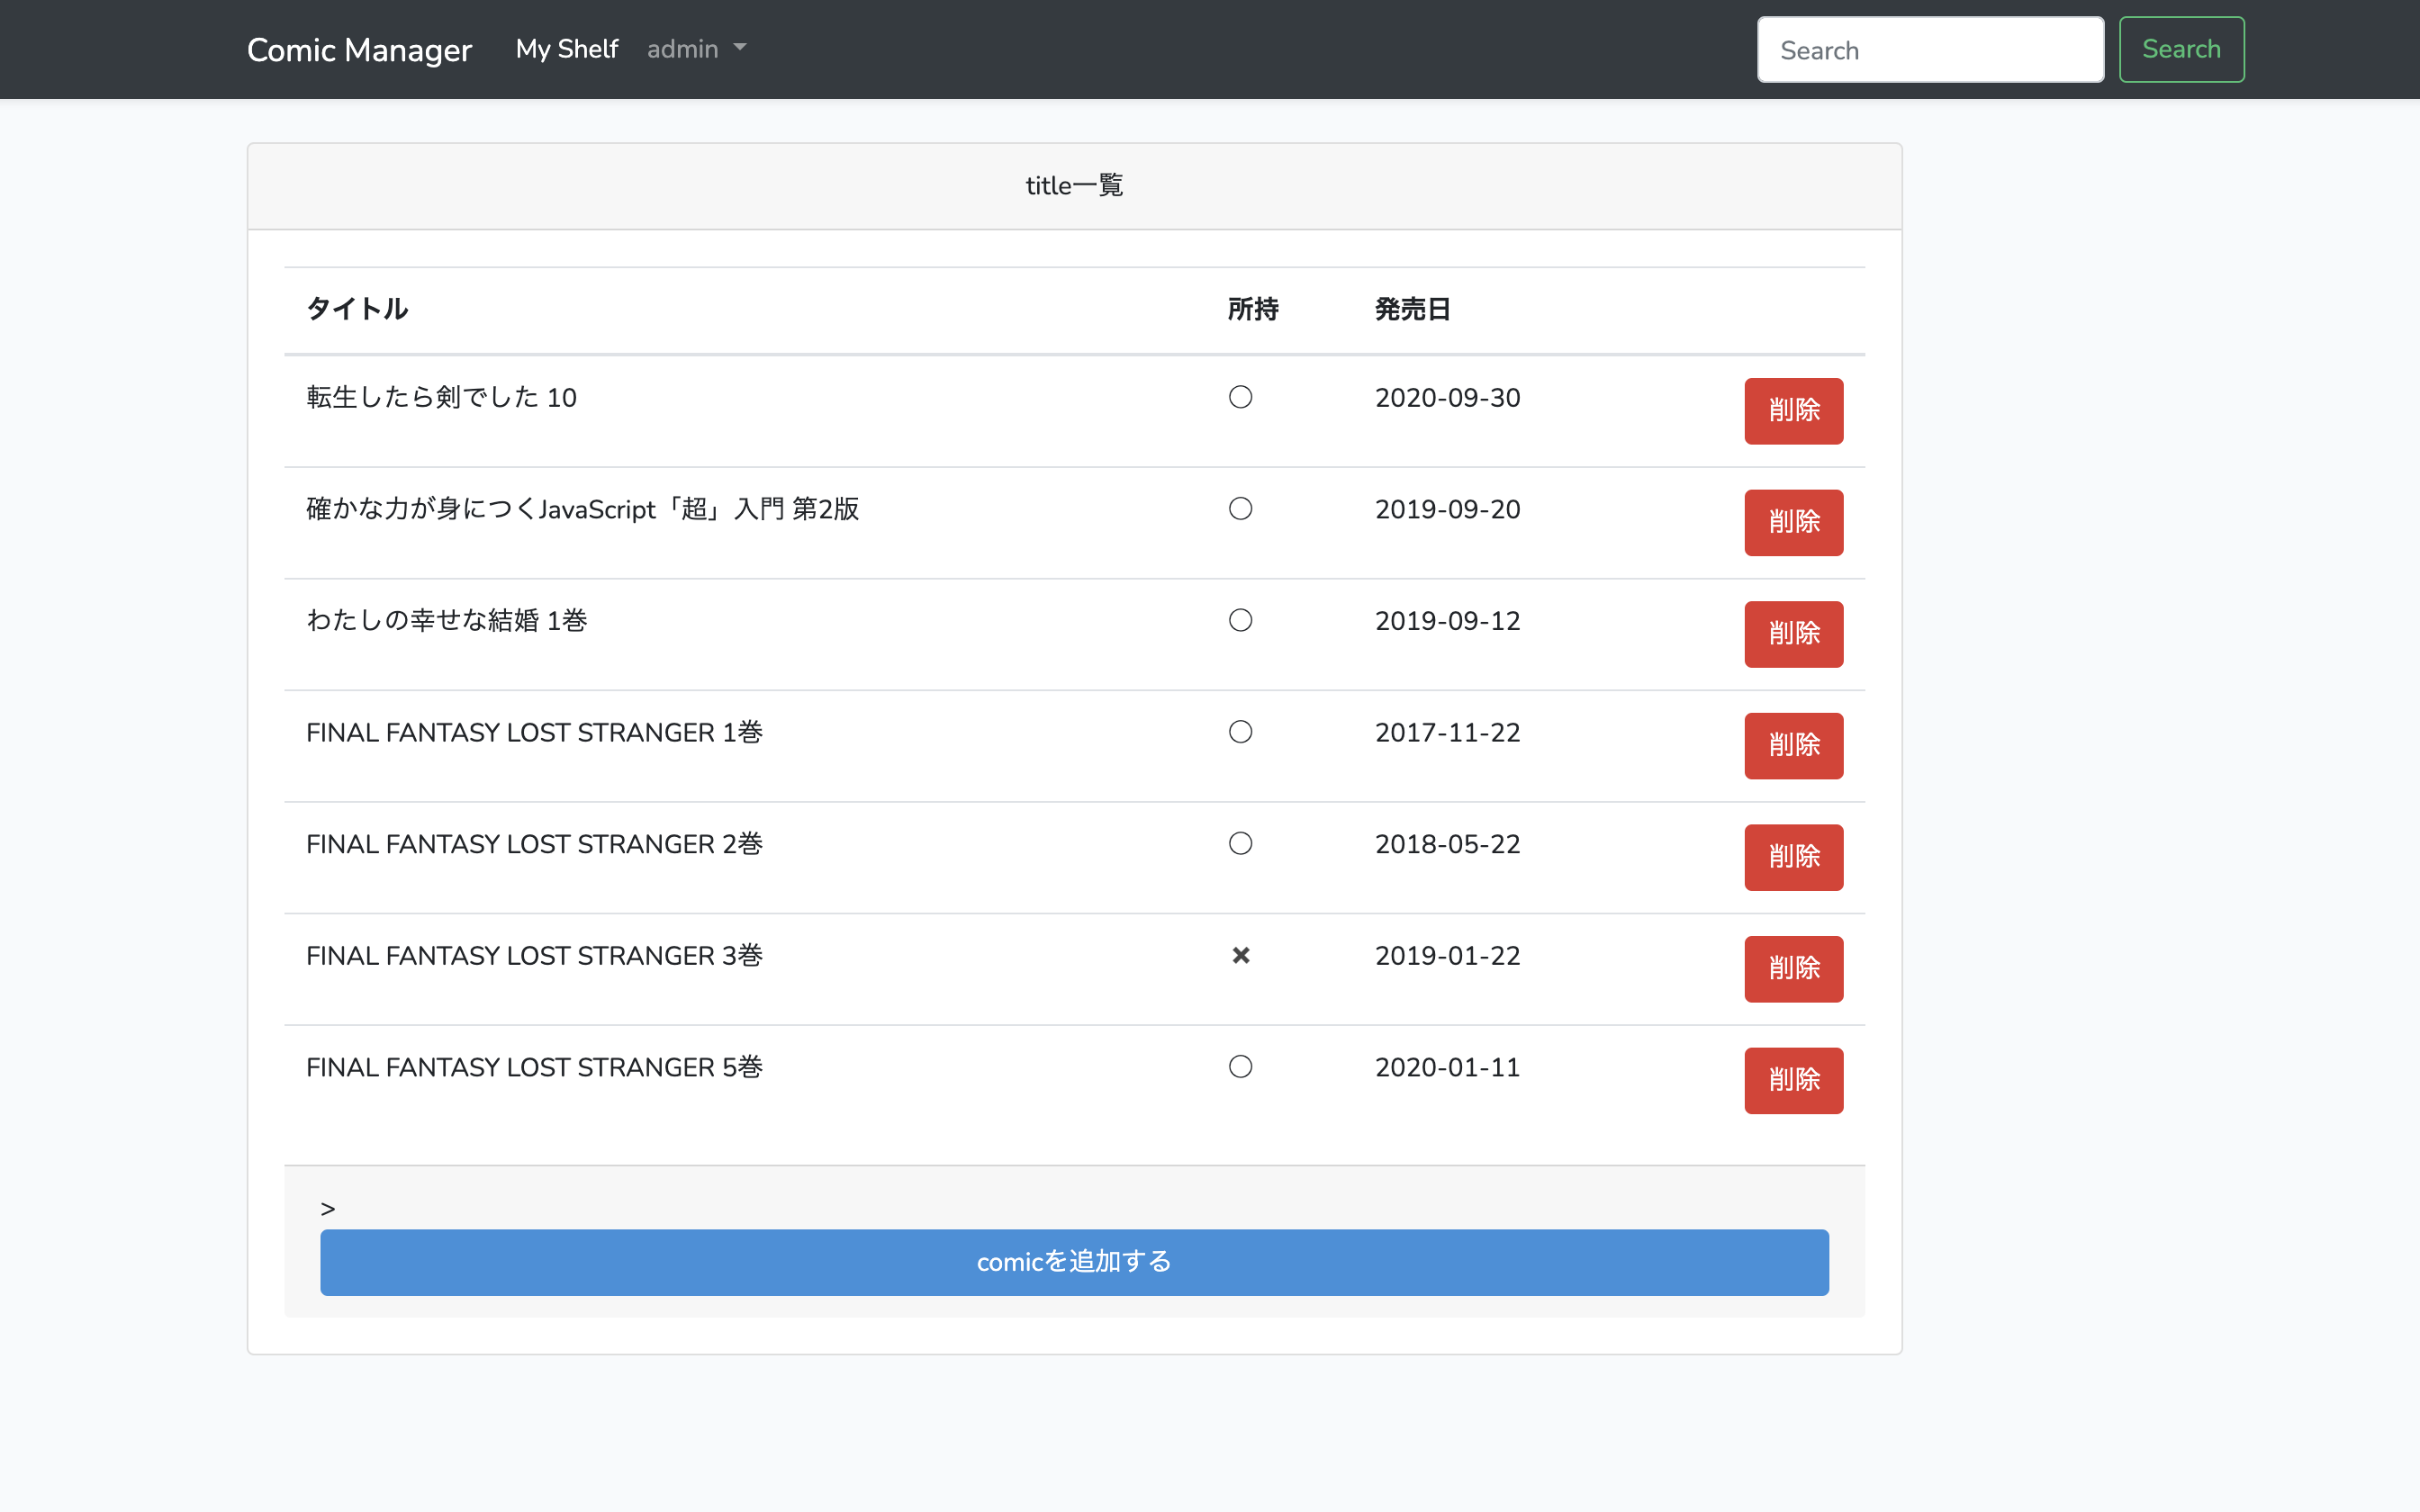 Comic Manager My Shelf admin Search Search
title一覧
タイトル 所持 発売日
転生したら剣でした 10 ○ 2020-09-30 削除
確かな力が身につくJavaScript「超」入門 第2版 ○ 2019-09-20 削除
わたしの幸せな結婚 1巻 ○ 2019-09-12 削除
FINAL FANTASY LOST STRANGER 1巻 ○ 2017-11-22 削除
FINAL FANTASY LOST STRANGER 2巻 ○ 2018-05-22 削除
FINAL FANTASY LOST STRANGER 3巻 ✖ 2019-01-22 削除
FINAL FANTASY LOST STRANGER 5巻 ○ 2020-01-11 削除
>
comicを追加する